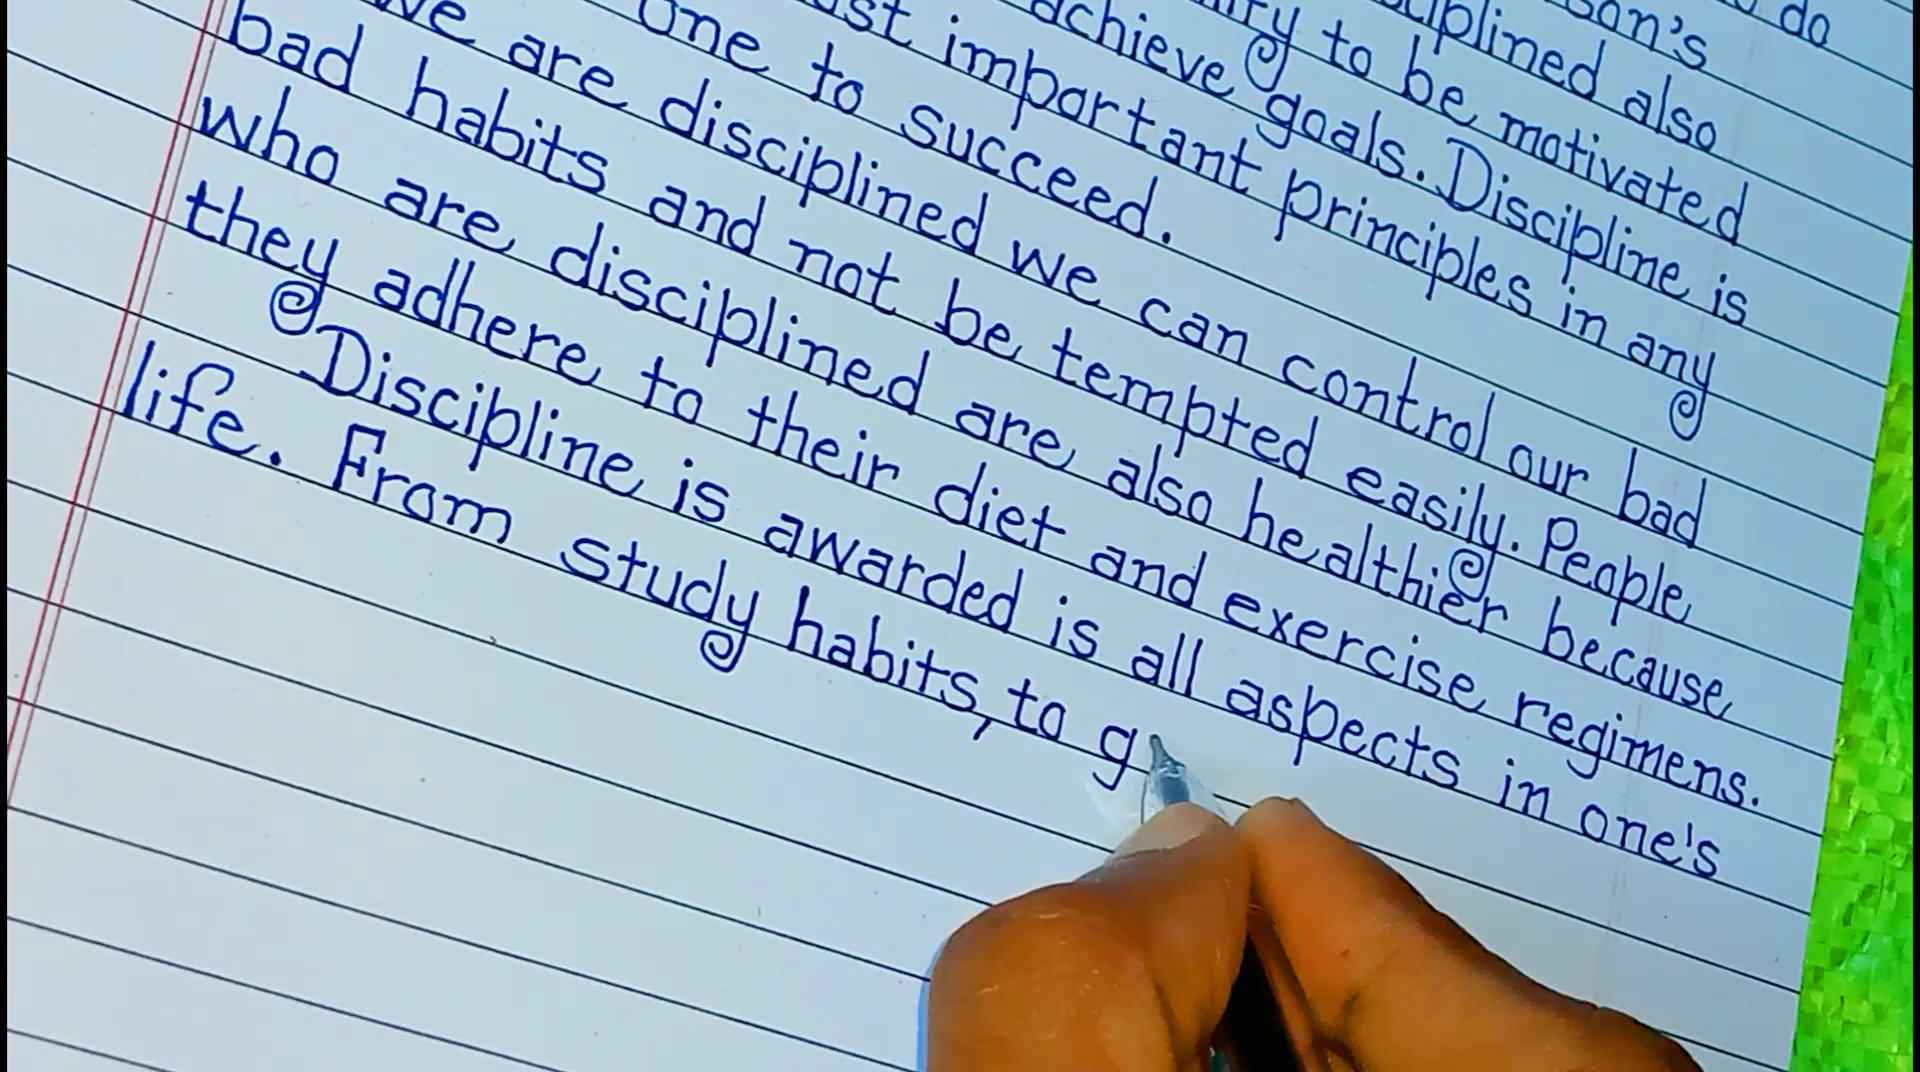 do
also
to be motivated
achieve goals. Discipline is
important principles in any
one to succeed.
We are disciplined we can control our bad
bad habits and not be tempted easily. People
who are disciplined are also healthier because
they adhere to their diet and exercise regimens.
Discipline is awarded is all aspects in one's
life. From study habits, to g